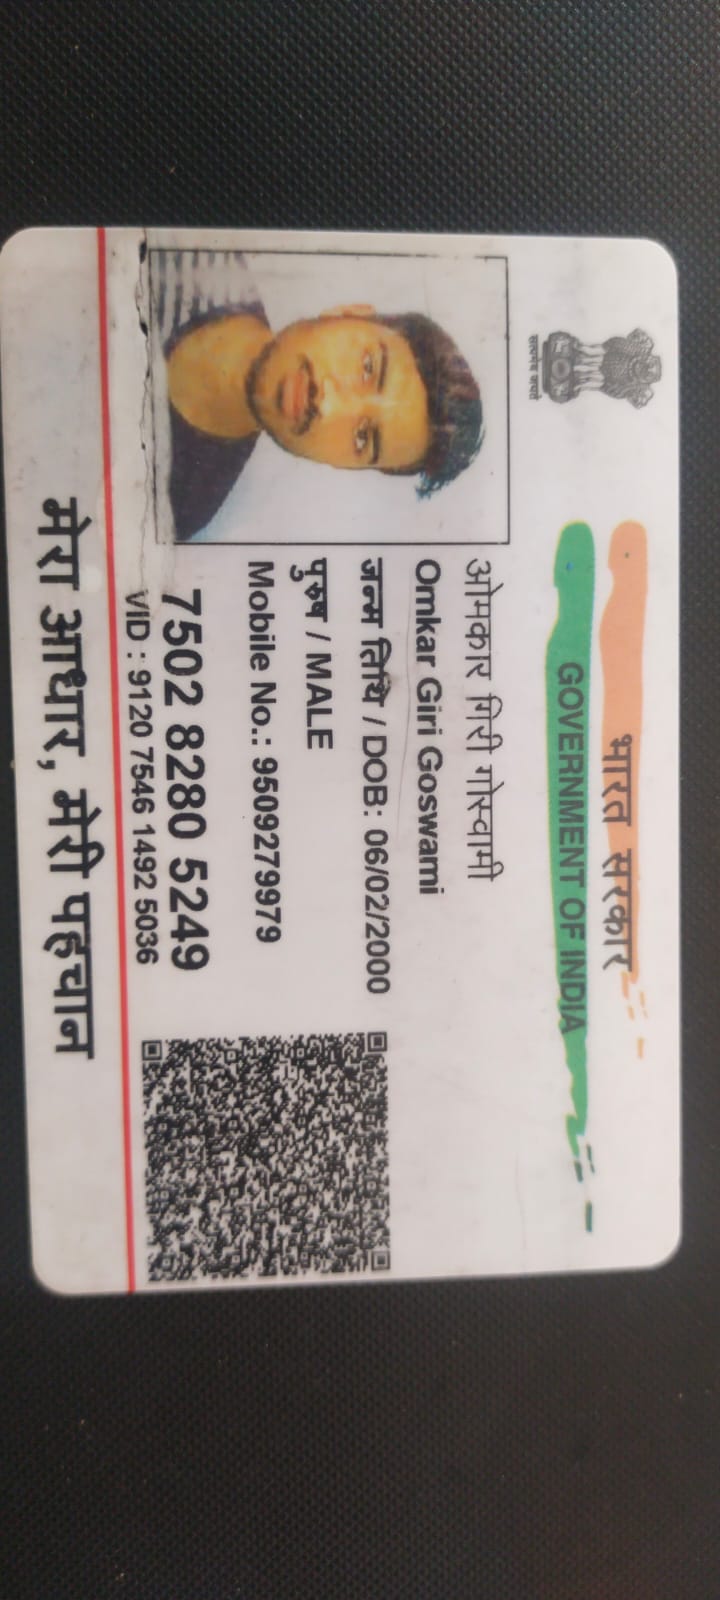 भारत सरकार
GOVERNMENT OF INDIA
सत्यमेव जयते
ओमकार गिरी गोस्वामी
Omkar Giri Goswami
जन्म तिथि / DOB: 06/02/2000
पुरुष / MALE
Mobile No.: 9509279979
7502 8280 5249
VID : 9120 7546 1492 5036
मेरा आधार, मेरी पहचान